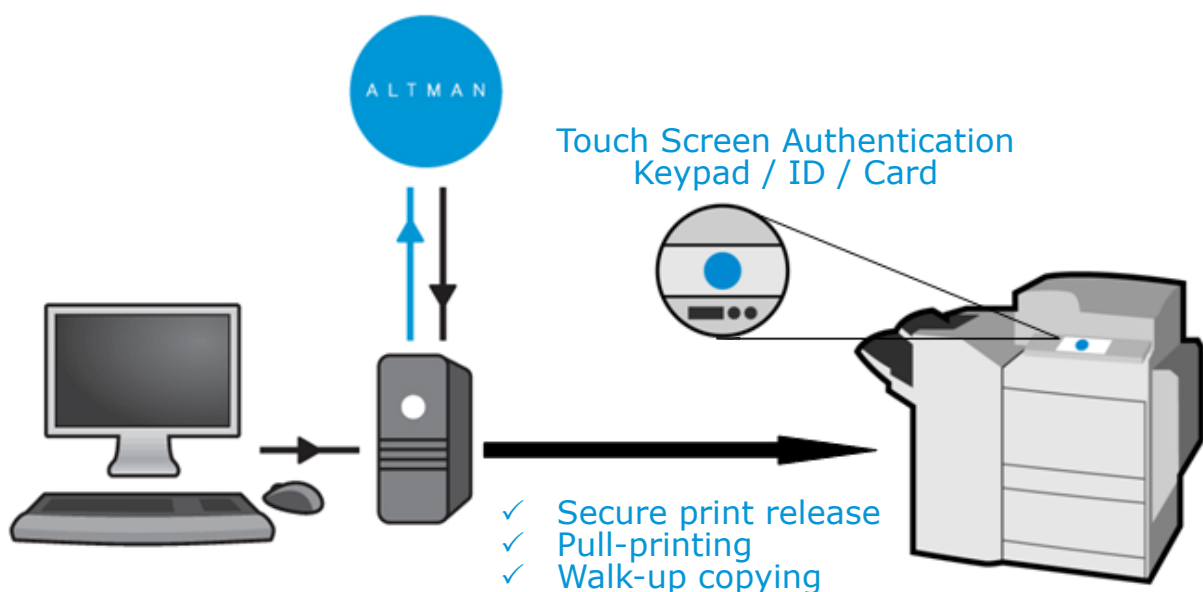 ALTMAN
Touch Screen Authentication
Keypad / ID / Card
✓ Secure print release
✓ Pull-printing
✓ Walk-up copying